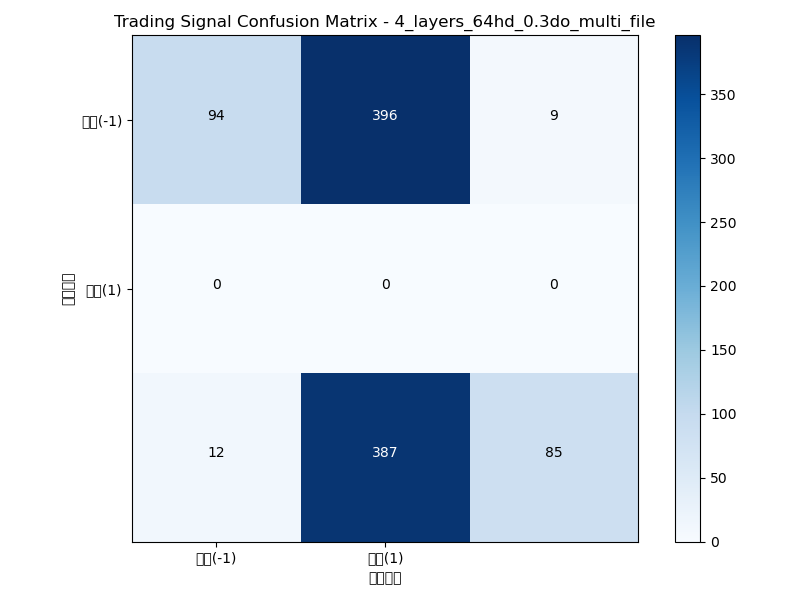 Trading Signal Confusion Matrix - 4_layers_64hd_0.3do_multi_file
94 396 9
(-1)
0 0 0
(1)
12 387 85
(-1) (1)
350
300
250
200
150
100
50
0